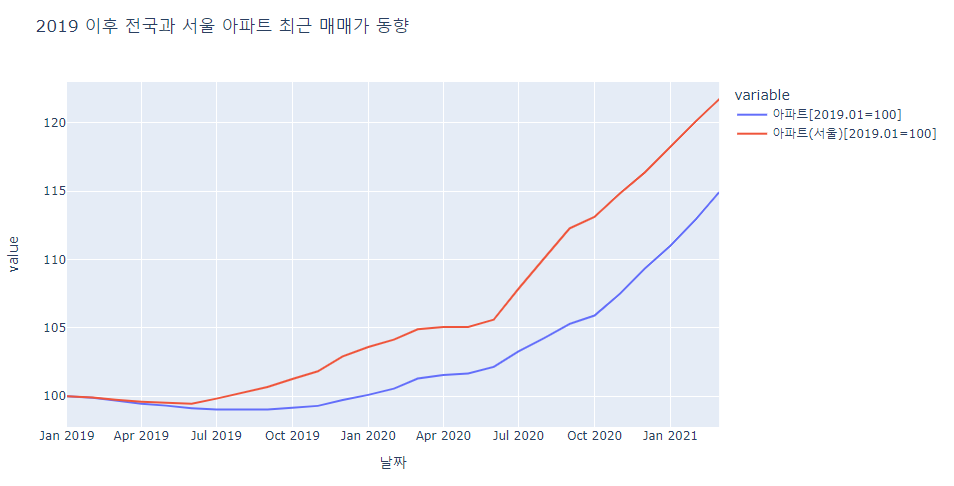 2019 이후 전국과 서울 아파트 최근 매매가 동향
variable
아파트[2019.01=100]
아파트(서울)[2019.01=100]
value
120
115
110
105
100
Jan 2019
Apr 2019
Jul 2019
Oct 2019
Jan 2020
Apr 2020
Jul 2020
Oct 2020
Jan 2021
날짜